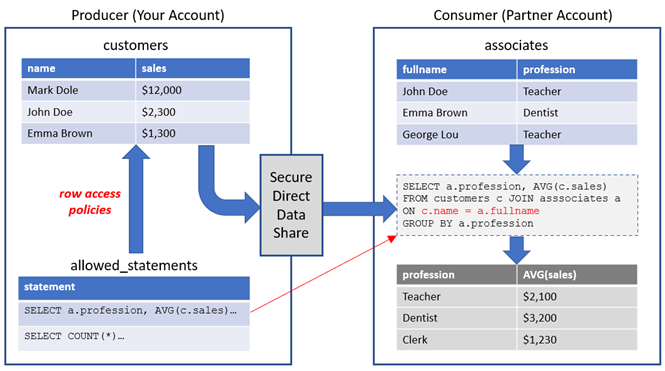 Producer (Your Account)
customers
name sales
Mark Dole $12,000
John Doe $2,300
Emma Brown $1,300
row access
policies
allowed_statements
statement
SELECT a.profession, AVG(c.sales)…
SELECT COUNT(*)…
Secure
Direct
Data
Share
Consumer (Partner Account)
associates
fullname profession
John Doe Teacher
Emma Brown Dentist
George Lou Teacher
SELECT a.profession, AVG(c.sales)
FROM customers c JOIN asssociates a
ON c.name = a.fullname
GROUP BY a.profession
profession AVG(sales)
Teacher $2,100
Dentist $3,200
Clerk $1,230